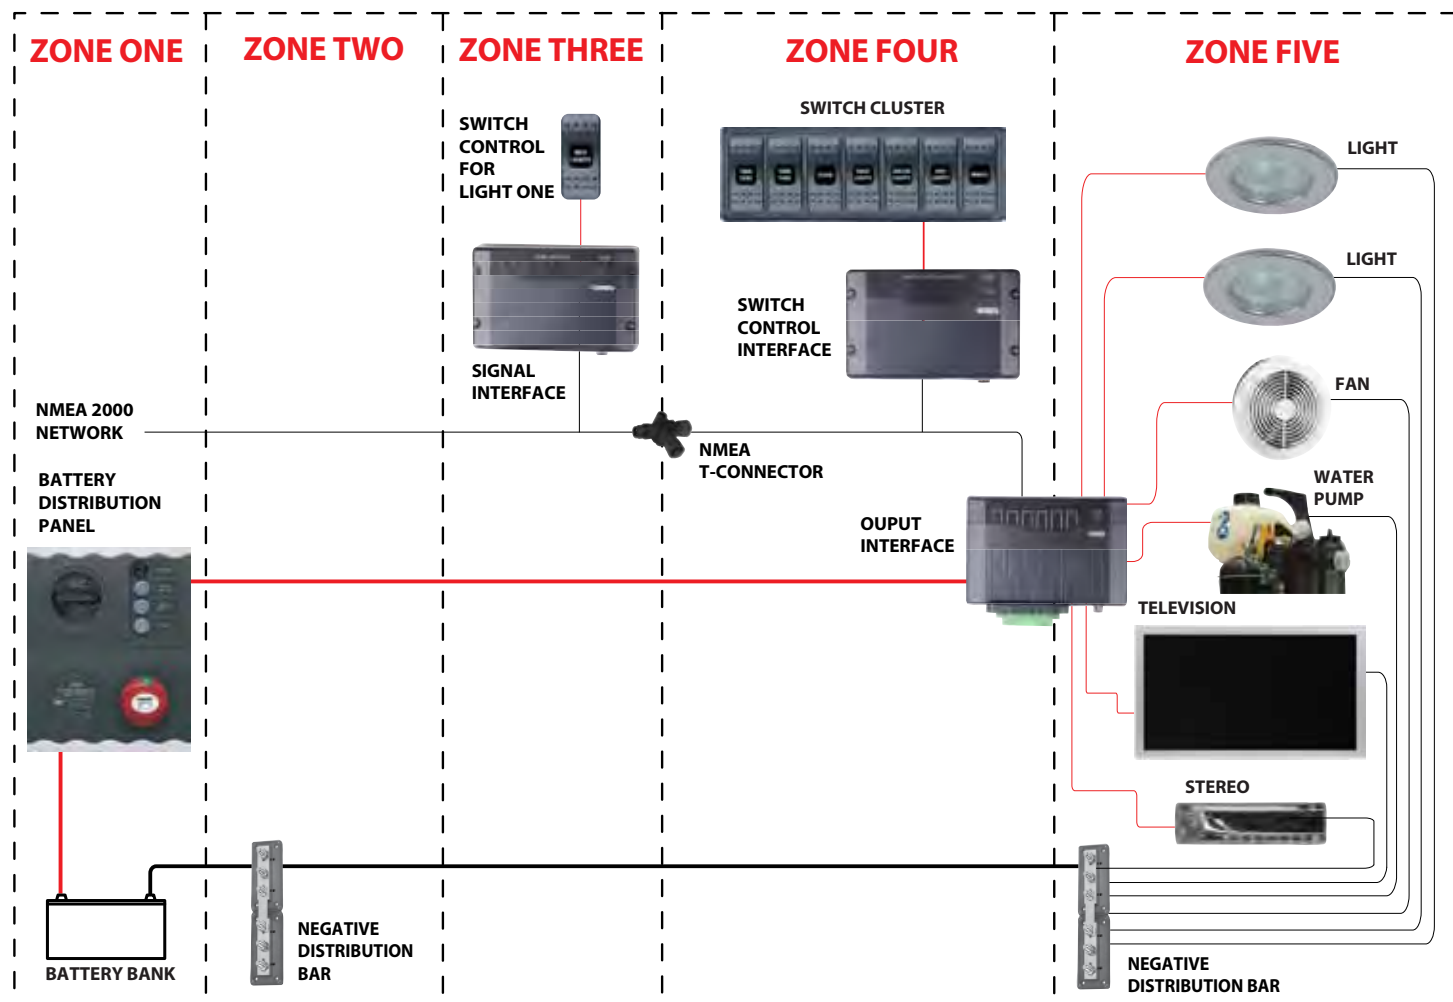 ZONE ONE
ZONE TWO
ZONE THREE
ZONE FOUR
ZONE FIVE
SWITCH
CONTROL
FOR
LIGHT ONE
SWITCH CLUSTER
LIGHT
LIGHT
SWITCH
CONTROL
INTERFACE
SIGNAL
INTERFACE
FAN
NMEA 2000
NETWORK
NMEA
T-CONNECTOR
BATTERY
DISTRIBUTION
PANEL
WATER
PUMP
OUPUT
INTERFACE
TELEVISION
STEREO
NEGATIVE
DISTRIBUTION
BAR
BATTERY BANK
NEGATIVE
DISTRIBUTION BAR